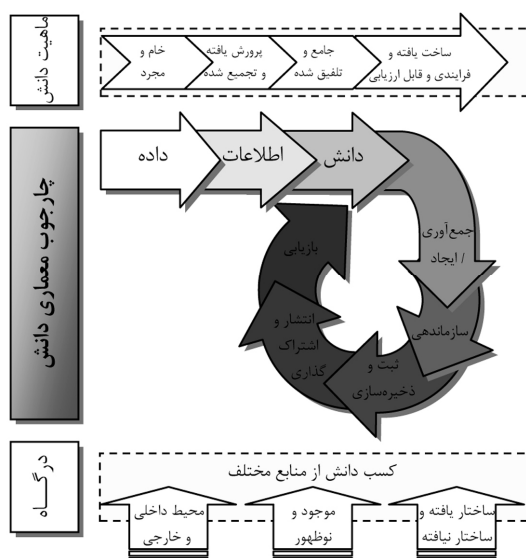 ماهیت دانش
خام و
مجرد
پرورش یافته
و تجمیع شده
جامع و
تلفیق شده
ساخت یافته و
فرایندی و قابل ارزیابی
چارچوب معماری دانش
داده
اطلاعات
دانش
جمع‌آوری
/ ایجاد
سازماندهی
ثبت و
ذخیره‌سازی
انتشار و
اشتراک
گذاری
بازیابی
درگـــاه
کسب دانش از منابع مختلف
محیط داخلی
و خارجی
موجود و
نوظهور
ساختار یافته و
ساختار نیافته